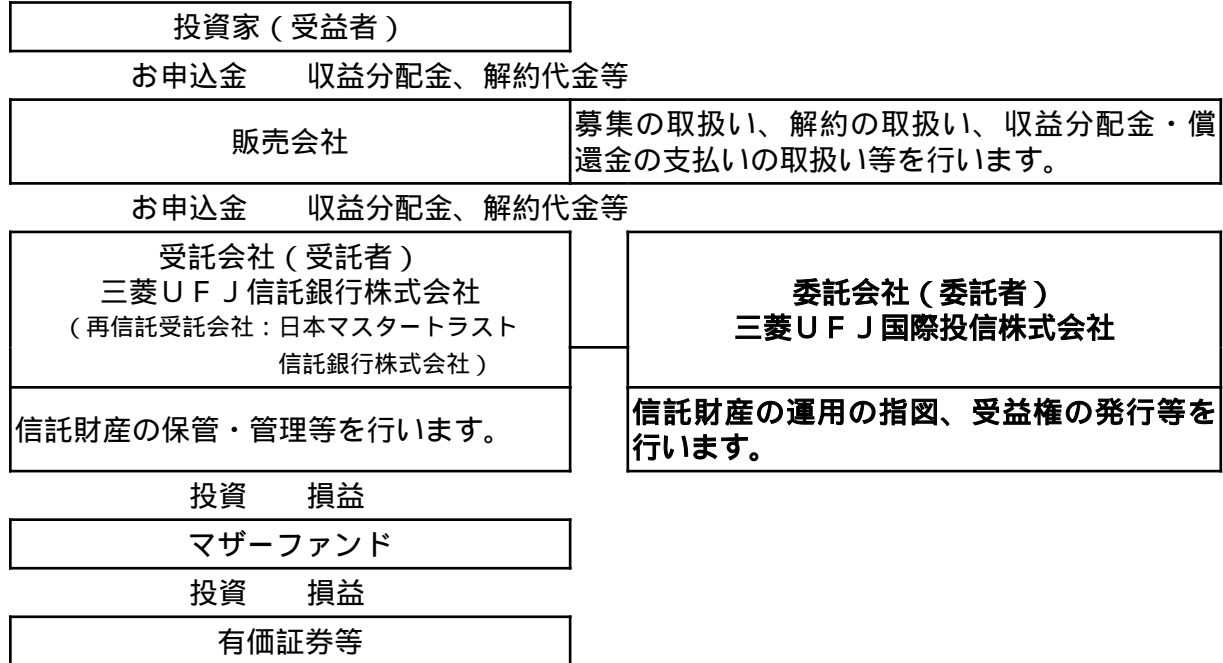 投資家（受益者）
お申込金　　収益分配金、解約代金等
販売会社
募集の取扱い、解約の取扱い、収益分配金・償
還金の支払いの取扱い等を行います。
お申込金　　収益分配金、解約代金等
受託会社（受託者）
三菱ＵＦＪ信託銀行株式会社
（再信託受託会社：日本マスタートラスト
信託銀行株式会社）
委託会社（委託者）
三菱ＵＦＪ国際投信株式会社
信託財産の保管・管理等を行います。
信託財産の運用の指図、受益権の発行等を
行います。
投資　　損益
マザーファンド
投資　　損益
有価証券等